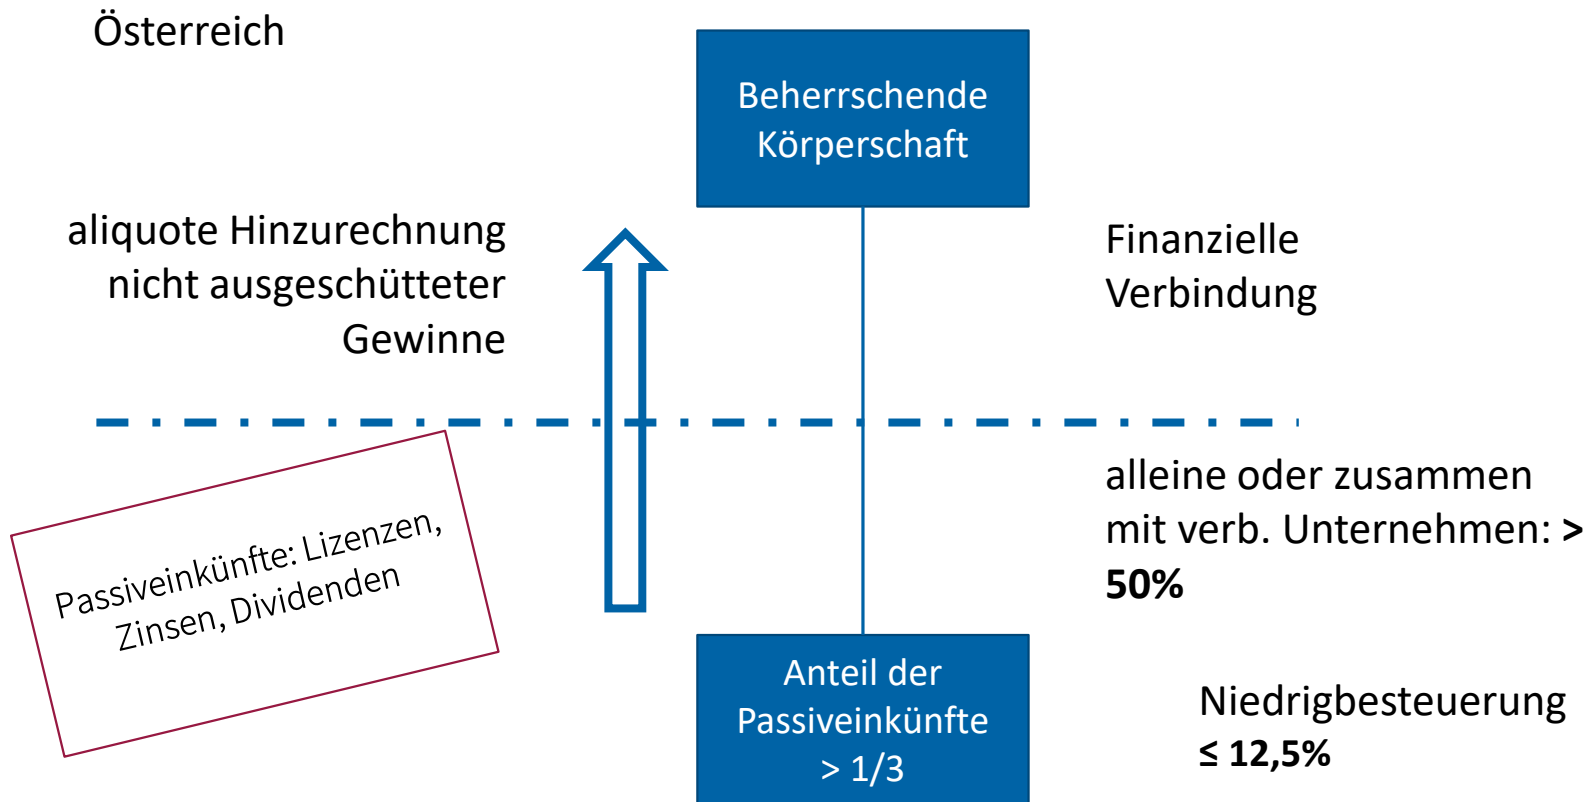 Österreich
Beherrschende
Körperschaft
aliquote Hinzurechnung
nicht ausgeschütteter
Gewinne
Finanzielle
Verbindung
alleine oder zusammen
mit verb. Unternehmen: >
50%
Passiveinkünfte: Lizenzen,
Zinsen, Dividenden
Anteil der
Passiveinkünfte
> 1/3
Niedrigbesteuerung
≤ 12,5%